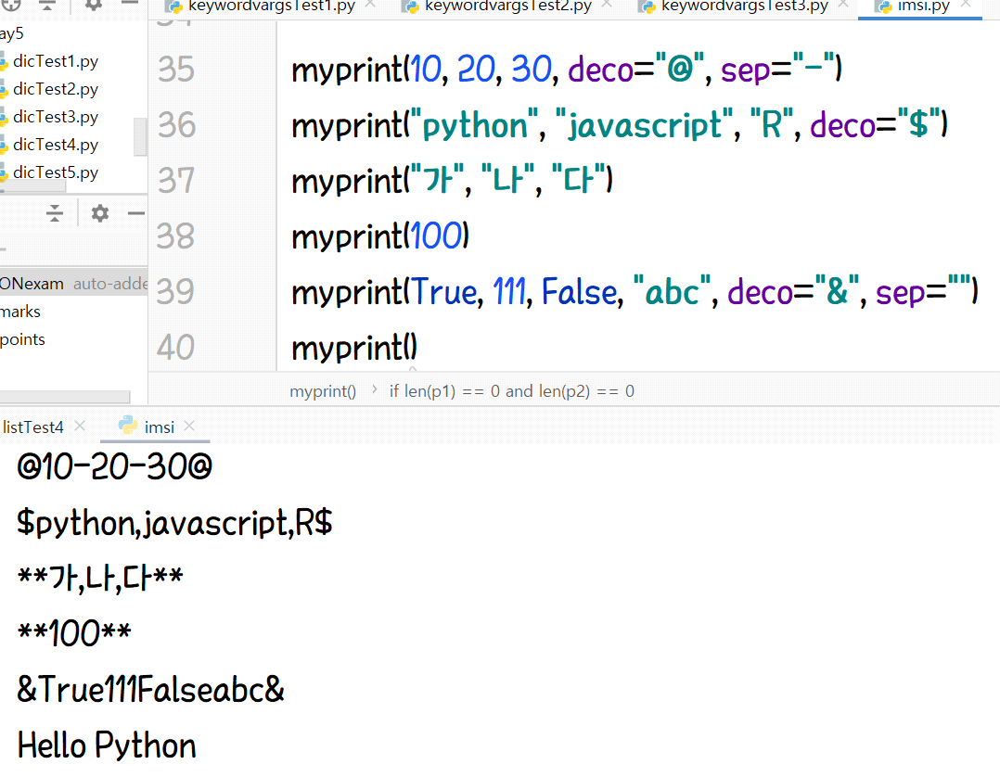 keywordvargsTest1.py keywordvargsTest2.py keywordvargsTest3.py imsi.py
ay5
dicTest1.py
dicTest2.py
dicTest3.py
dicTest4.py
dicTest5.py
ONexam auto-adde
marks
points
35 myprint(10, 20, 30, deco="@", sep="-")
36 myprint("python", "javascript", "R", deco="$")
37 myprint("가", "나", "다")
38 myprint(100)
39 myprint(True, 111, False, "abc", deco="&", sep="")
40 myprint()
myprint() › if len(p1) == 0 and len(p2) == 0
listTest4 imsi
@10-20-30@
$python,javascript,R$
**가,나,다**
**100**
&True111Falseabc&
Hello Python